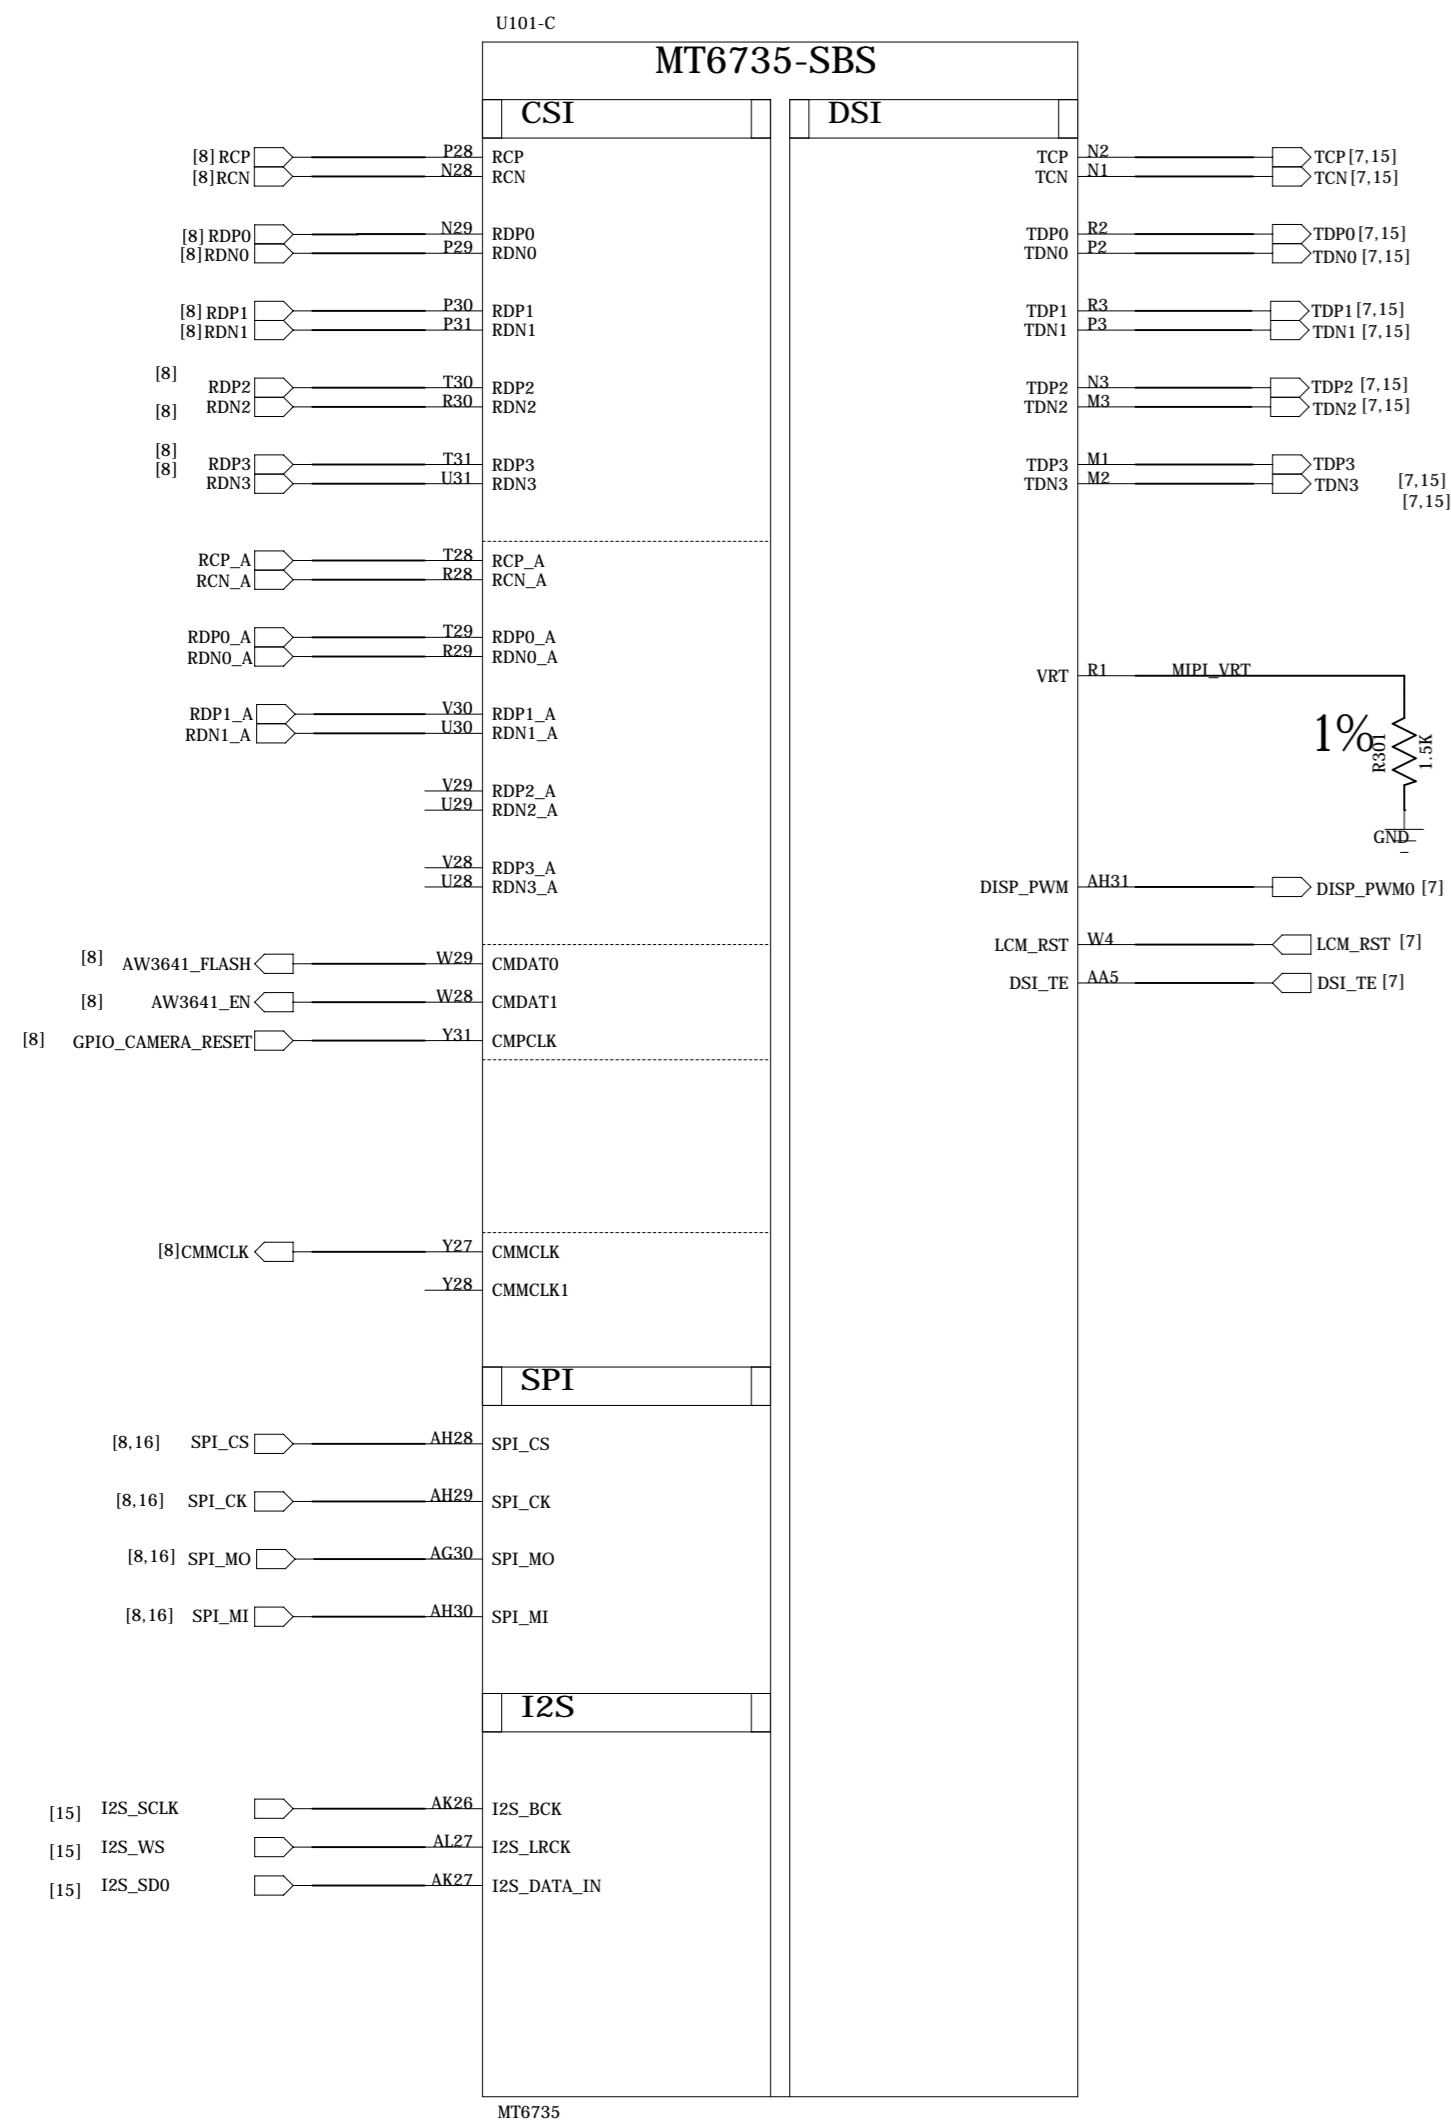 U101-C
MT6735-SBS
CSI
DSI
[8] RCP P28 RCP
[8]RCN N28 RCN
TCP N2 TCP[7,15]
TCN N1 TCN[7,15]
[8] RDP0 N29 RDP0
[8]RDN0 P29 RDN0
TDP0 R2 TDP0[7,15]
TDN0 P2 TDN0 [7,15]
[8] RDP1 P30 RDP1
[8]RDN1 P31 RDN1
TDP1 R3 TDP1 [7,15]
TDN1 P3 TDN1 [7,15]
[8]
RDP2 T30 RDP2
[8] RDN2 R30 RDN2
TDP2 N3 TDP2 [7,15]
TDN2 M3 TDN2 [7,15]
[8]
[8] RDP3 T31 RDP3
RDN3 U31 RDN3
TDP3 M1 TDP3
TDN3 M2 TDN3 [7,15]
[7,15]
RCP_A T28 RCP_A
RCN_A R28 RCN_A
RDP0_A T29 RDP0_A
RDN0_A R29 RDN0_A
VRT R1 MIPI_VRT
RDP1_A V30 RDP1_A
RDN1_A U30 RDN1_A
1%
R301
1.5K
V29 RDP2_A
U29 RDN2_A
GND
V28 RDP3_A
U28 RDN3_A
DISP_PWM AH31 DISP_PWM0 [7]
[8] AW3641_FLASH W29 CMDAT0
LCM_RST W4 LCM_RST [7]
[8] AW3641_EN W28 CMDAT1
DSI_TE AA5 DSI_TE [7]
[8] GPIO_CAMERA_RESET Y31 CMPCLK
[8]CMMCLK Y27 CMMCLK
Y28 CMMCLK1
SPI
[8,16] SPI_CS AH28 SPI_CS
[8,16] SPI_CK AH29 SPI_CK
[8,16] SPI_MO AG30 SPI_MO
[8,16] SPI_MI AH30 SPI_MI
I2S
[15] I2S_SCLK AK26 I2S_BCK
[15] I2S_WS AL27 I2S_LRCK
[15] I2S_SD0 AK27 I2S_DATA_IN
MT6735